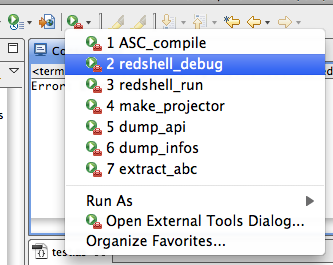 Co
<term
Error
1 ASC_compile
2 redshell_debug
3 redshell_run
4 make_projector
5 dump_api
6 dump_infos
7 extract_abc
Run As
Open External Tools Dialog...
Organize Favorites...